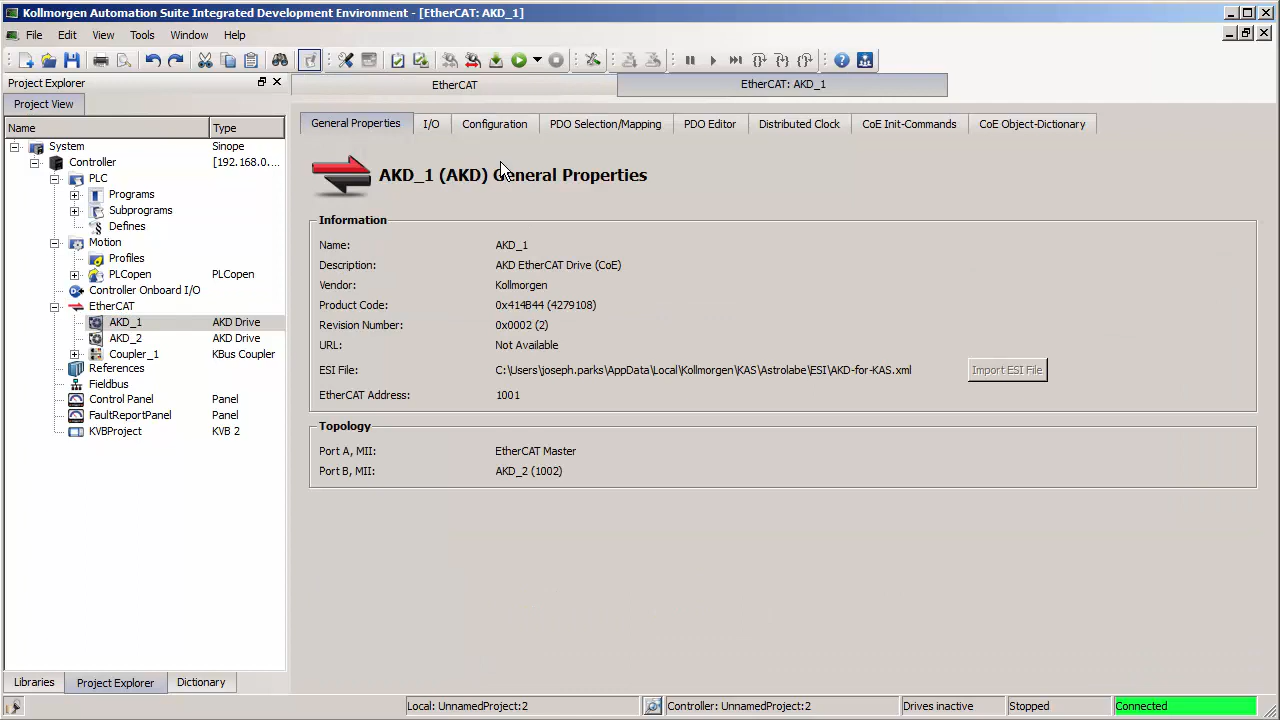 Kollmorgen Automation Suite Integrated Development Environment - [EtherCAT: AKD_1]
File Edit View Tools Window Help
Project Explorer
EtherCAT
EtherCAT: AKD_1
Project View
General Properties I/O Configuration PDO Selection/Mapping PDO Editor Distributed Clock CoE Init-Commands CoE Object-Dictionary
Name Type
System Sinope
Controller [192.168.0....
PLC
Programs
Subprograms
Defines
Motion
Profiles
PLCopen PLCopen
Controller Onboard I/O
EtherCAT
AKD_1 AKD Drive
AKD_2 AKD Drive
Coupler_1 KBus Coupler
References
Fieldbus
Control Panel Panel
FaultReportPanel Panel
KVBProject KVB 2
AKD_1 (AKD) General Properties
Information
Name: AKD_1
Description: AKD EtherCAT Drive (CoE)
Vendor: Kollmorgen
Product Code: 0x414B44 (4279108)
Revision Number: 0x0002 (2)
URL: Not Available
ESI File: C:\Users\joseph.parks\AppData\Local\Kollmorgen\KAS\Astrolabe\ESI\AKD-for-KAS.xml Import ESI File
EtherCAT Address: 1001
Topology
Port A, MII: EtherCAT Master
Port B, MII: AKD_2 (1002)
Libraries Project Explorer Dictionary
Local: UnnamedProject:2 Controller: UnnamedProject:2 Drives inactive Stopped Connected